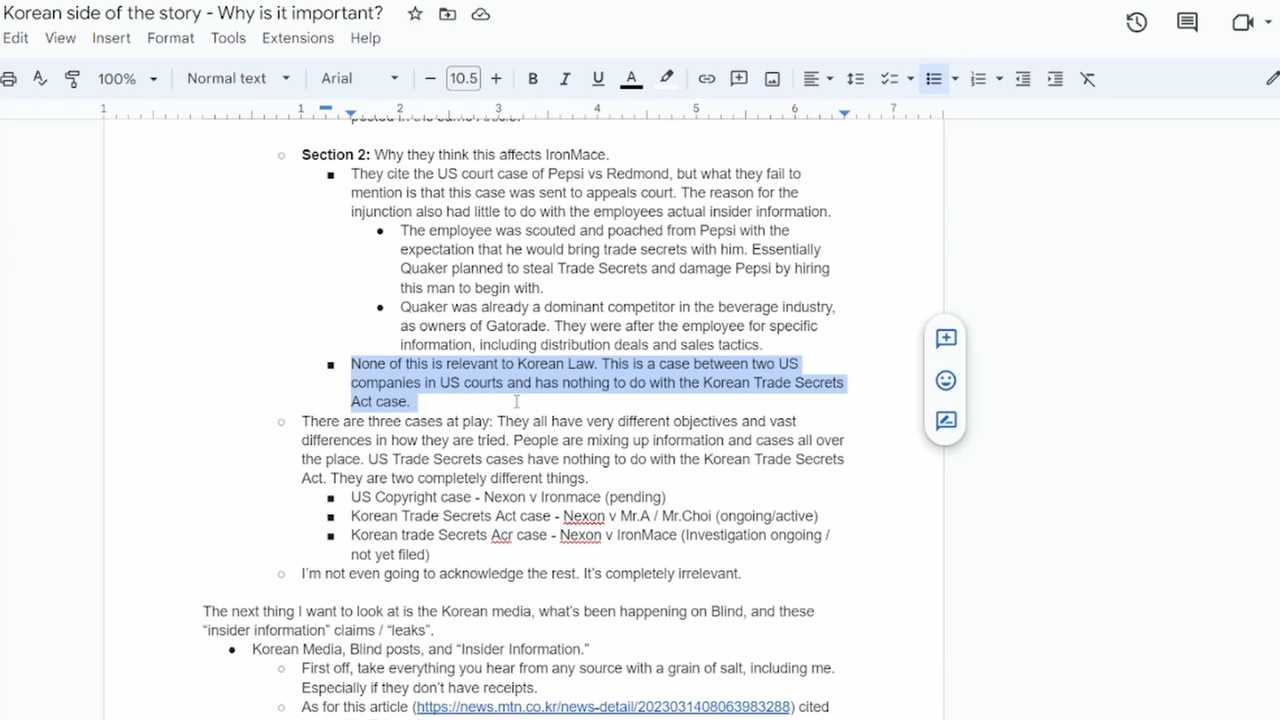 Korean side of the story - Why is it important?
Edit View Insert Format Tools Extensions Help
100% Normal text Arial 10.5 B I U A
1 1 2 3 4 5 6 7
posted in the same Article.
Section 2: Why they think this affects IronMace.
They cite the US court case of Pepsi vs Redmond, but what they fail to
mention is that this case was sent to appeals court. The reason for the
injunction also had little to do with the employees actual insider information.
The employee was scouted and poached from Pepsi with the
expectation that he would bring trade secrets with him. Essentially
Quaker planned to steal Trade Secrets and damage Pepsi by hiring
this man to begin with.
Quaker was already a dominant competitor in the beverage industry,
as owners of Gatorade. They were after the employee for specific
information, including distribution deals and sales tactics.
None of this is relevant to Korean Law. This is a case between two US
companies in US courts and has nothing to do with the Korean Trade Secrets
Act case.
There are three cases at play: They all have very different objectives and vast
differences in how they are tried. People are mixing up information and cases all over
the place. US Trade Secrets cases have nothing to do with the Korean Trade Secrets
Act. They are two completely different things.
US Copyright case - Nexon v Ironmace (pending)
Korean Trade Secrets Act case - Nexon v Mr.A / Mr.Choi (ongoing/active)
Korean trade Secrets Acr case - Nexon v IronMace (Investigation ongoing /
not yet filed)
I'm not even going to acknowledge the rest. It's completely irrelevant.
The next thing I want to look at is the Korean media, what's been happening on Blind, and these
“insider information” claims / “leaks”.
Korean Media, Blind posts, and “Insider Information.”
First off, take everything you hear from any source with a grain of salt, including me.
Especially if they don't have receipts.
As for this article (https://news.mtn.co.kr/news-detail/2023031408063983288) cited